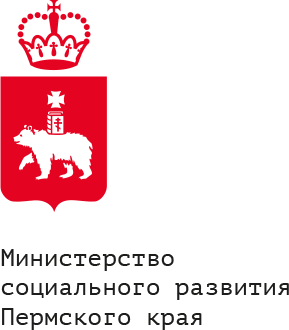 Министерство
социального развития
Пермского края